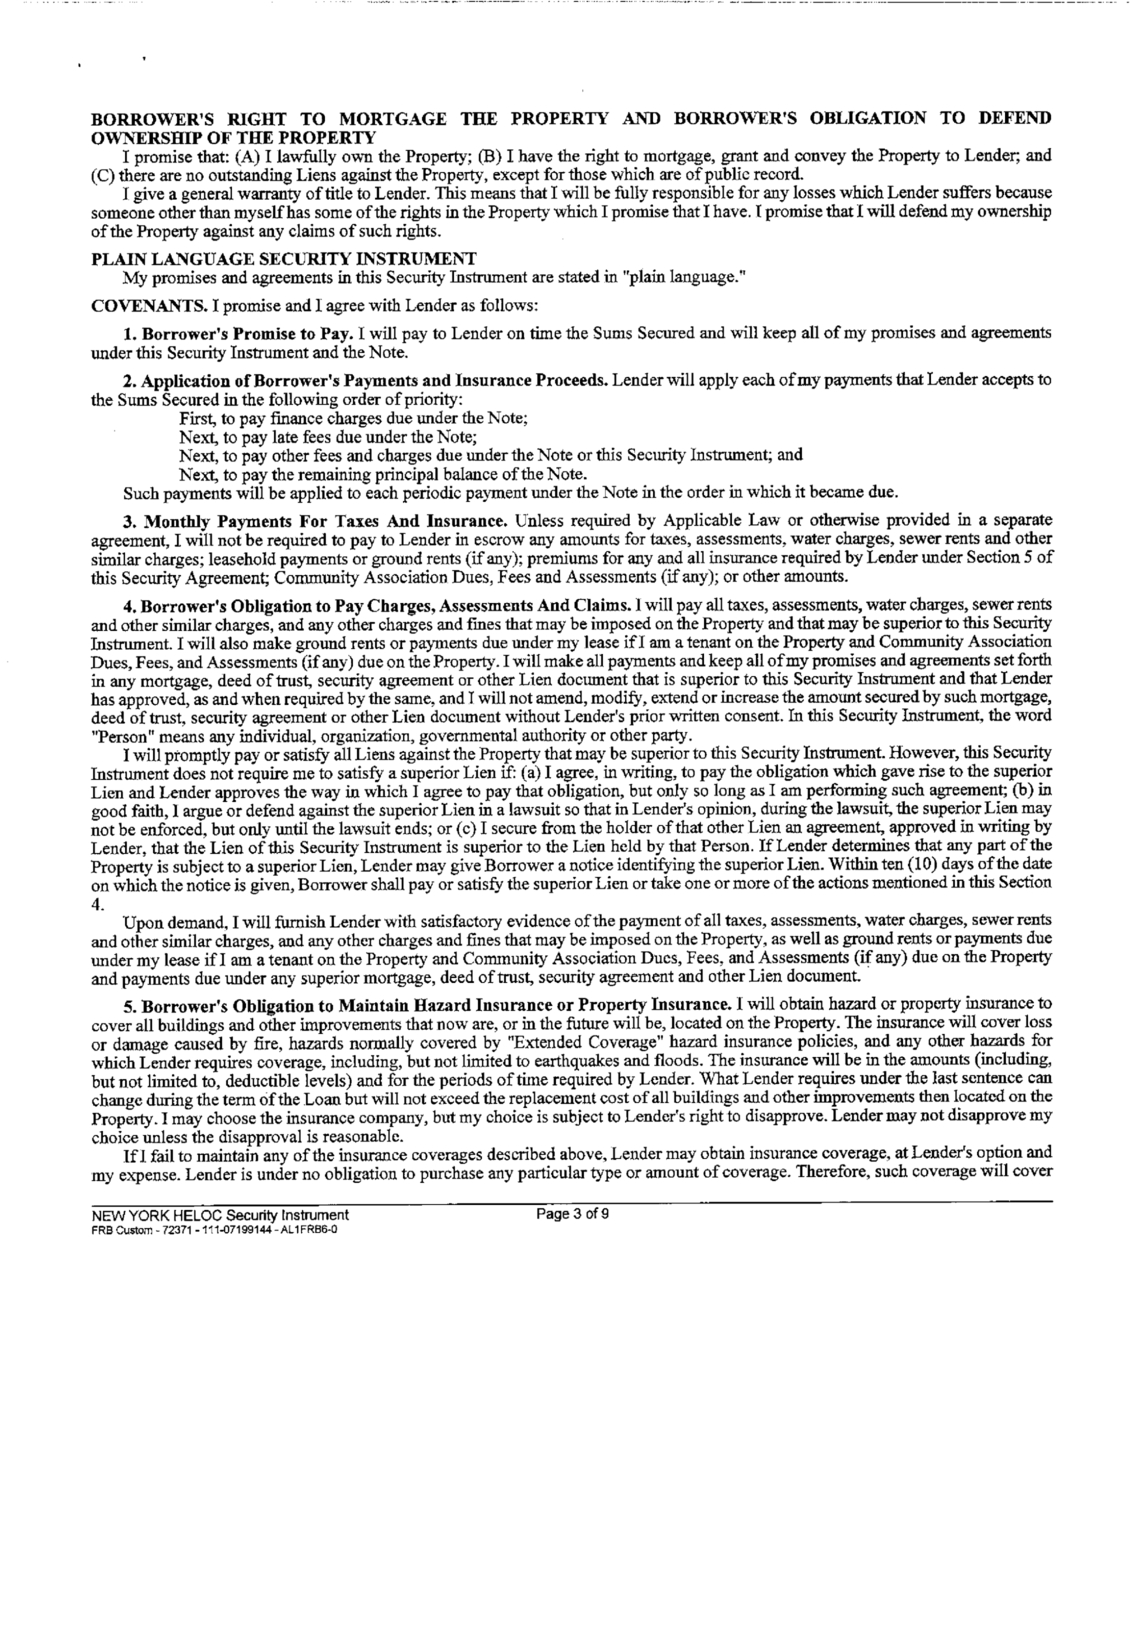 BORROWER'S RIGHT TO MORTGAGE THE PROPERTY AND BORROWER'S OBLIGATION TO DEFEND
OWNERSHIP OF THE PROPERTY
I promise that: (A) I lawfully own the Property; (B) I have the right to mortgage, grant and convey the Property to Lender; and
(C) there are no outstanding Liens against the Property, except for those which are of public record.
I give a general warranty of title to Lender. This means that I will be fully responsible for any losses which Lender suffers because
someone other than myself has some of the rights in the Property which I promise that I have. I promise that I will defend my ownership
of the Property against any claims of such rights.
PLAIN LANGUAGE SECURITY INSTRUMENT
My promises and agreements in this Security Instrument are stated in "plain language."
COVENANTS. I promise and I agree with Lender as follows:
1. Borrower's Promise to Pay. I will pay to Lender on time the Sums Secured and will keep all of my promises and agreements
under this Security Instrument and the Note.
2. Application of Borrower's Payments and Insurance Proceeds. Lender will apply each of my payments that Lender accepts to
the Sums Secured in the following order of priority:
First, to pay finance charges due under the Note;
Next, to pay late fees due under the Note;
Next, to pay other fees and charges due under the Note or this Security Instrument; and
Next, to pay the remaining principal balance of the Note.
Such payments will be applied to each periodic payment under the Note in the order in which it became due.
3. Monthly Payments For Taxes And Insurance. Unless required by Applicable Law or otherwise provided in a separate
agreement, I will not be required to pay to Lender in escrow any amounts for taxes, assessments, water charges, sewer rents and other
similar charges; leasehold payments or ground rents (if any); premiums for any and all insurance required by Lender under Section 5 of
this Security Agreement; Community Association Dues, Fees and Assessments (if any); or other amounts.
4. Borrower's Obligation to Pay Charges, Assessments And Claims. I will pay all taxes, assessments, water charges, sewer rents
and other similar charges, and any other charges and fines that may be imposed on the Property and that may be superior to this Security
Instrument. I will also make ground rents or payments due under my lease if I am a tenant on the Property and Community Association
Dues, Fees, and Assessments (if any) due on the Property. I will make all payments and keep all of my promises and agreements set forth
in any mortgage, deed of trust, security agreement or other Lien document that is superior to this Security Instrument and that Lender
has approved, as and when required by the same, and I will not amend, modify, extend or increase the amount secured by such mortgage,
deed of trust, security agreement or other Lien document without Lender's prior written consent. In this Security Instrument, the word
"Person" means any individual, organization, governmental authority or other party.
I will promptly pay or satisfy all Liens against the Property that may be superior to this Security Instrument. However, this Security
Instrument does not require me to satisfy a superior Lien if: (a) I agree, in writing, to pay the obligation which gave rise to the superior
Lien and Lender approves the way in which I agree to pay that obligation, but only so long as I am performing such agreement; (b) in
good faith, I argue or defend against the superior Lien in a lawsuit so that in Lender's opinion, during the lawsuit, the superior Lien may
not be enforced, but only until the lawsuit ends; or (c) I secure from the holder of that other Lien an agreement, approved in writing by
Lender, that the Lien of this Security Instrument is superior to the Lien held by that Person. If Lender determines that any part of the
Property is subject to a superior Lien, Lender may give Borrower a notice identifying the superior Lien. Within ten (10) days of the date
on which the notice is given, Borrower shall pay or satisfy the superior Lien or take one or more of the actions mentioned in this Section
4.
Upon demand, I will furnish Lender with satisfactory evidence of the payment of all taxes, assessments, water charges, sewer rents
and other similar charges, and any other charges and fines that may be imposed on the Property, as well as ground rents or payments due
under my lease if I am a tenant on the Property and Community Association Dues, Fees, and Assessments (if any) due on the Property
and payments due under any superior mortgage, deed of trust, security agreement and other Lien document.
5. Borrower's Obligation to Maintain Hazard Insurance or Property Insurance. I will obtain hazard or property insurance to
cover all buildings and other improvements that now are, or in the future will be, located on the Property. The insurance will cover loss
or damage caused by fire, hazards normally covered by "Extended Coverage" hazard insurance policies, and any other hazards for
which Lender requires coverage, including, but not limited to earthquakes and floods. The insurance will be in the amounts (including,
but not limited to, deductible levels) and for the periods of time required by Lender. What Lender requires under the last sentence can
change during the term of the Loan but will not exceed the replacement cost of all buildings and other improvements then located on the
Property. I may choose the insurance company, but my choice is subject to Lender's right to disapprove. Lender may not disapprove my
choice unless the disapproval is reasonable.
If I fail to maintain any of the insurance coverages described above, Lender may obtain insurance coverage, at Lender's option and
my expense. Lender is under no obligation to purchase any particular type or amount of coverage. Therefore, such coverage will cover
NEW YORK HELOC Security Instrument Page 3 of 9
FRB Custom - 72371 - 111-07199144 - AL1FRB6-0